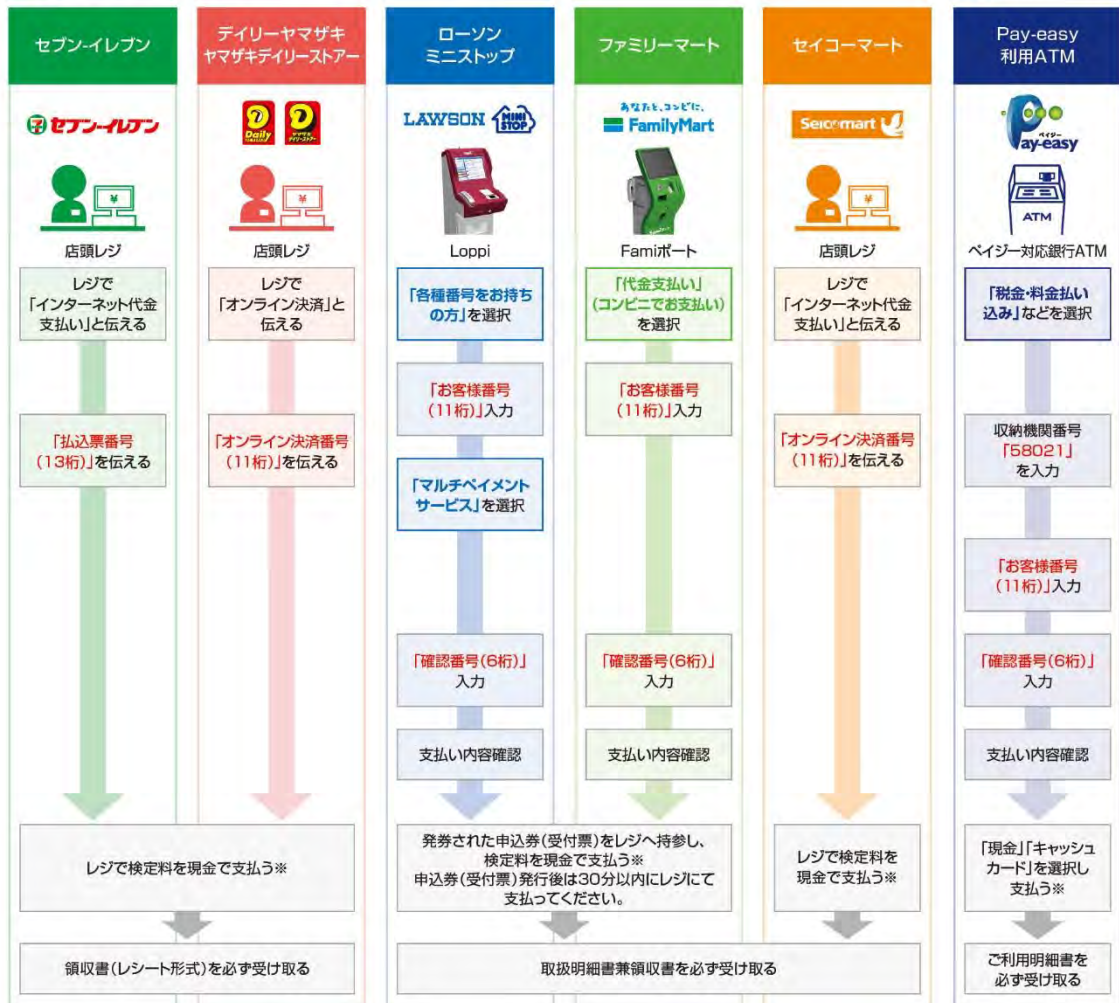 セブン-イレブン
セブン-イレブン
¥
店頭レジ
レジで
「インターネット代金
支払い」と伝える
「払込票番号
(13桁)」を伝える
デイリーヤマザキ
ヤマザキデイリーストアー
Daily
ヤマザキ
デイリーストアー
¥
店頭レジ
レジで
「オンライン決済」と
伝える
「オンライン決済番号
(11桁)」を伝える
レジで検定料を現金で支払う※
領収書(レシート形式)を必ず受け取る
ローソン
ミニストップ
LAWSON
MINI
STOP
Loppi
「各種番号をお持ち
の方」を選択
「お客様番号
(11桁)」入力
「マルチペイメント
サービス」を選択
「確認番号(6桁)」
入力
支払い内容確認
ファミリーマート
あなたと、コンビに、
FamilyMart
Famiポート
「代金支払い」
(コンビニでお支払い)
を選択
「お客様番号
(11桁)」入力
「確認番号(6桁)」
入力
支払い内容確認
発券された申込券(受付票)をレジへ持参し、
検定料を現金で支払う※
申込券(受付票)発行後は30分以内にレジにて
支払ってください。
セイコーマート
Seicomart
¥
店頭レジ
レジで
「インターネット代金
支払い」と伝える
「オンライン決済番号
(11桁)」を伝える
レジで検定料を
現金で支払う※
取扱明細書兼領収書を必ず受け取る
Pay-easy
利用ATM
ペイジー
Pay-easy
ATM
ペイジー対応銀行ATM
「税金・料金払い
込み」などを選択
収納機関番号
「58021」
を入力
「お客様番号
(11桁)」入力
「確認番号(6桁)」
入力
支払い内容確認
「現金」「キャッシュ
カード」を選択し
支払う※
ご利用明細書を
必ず受け取る